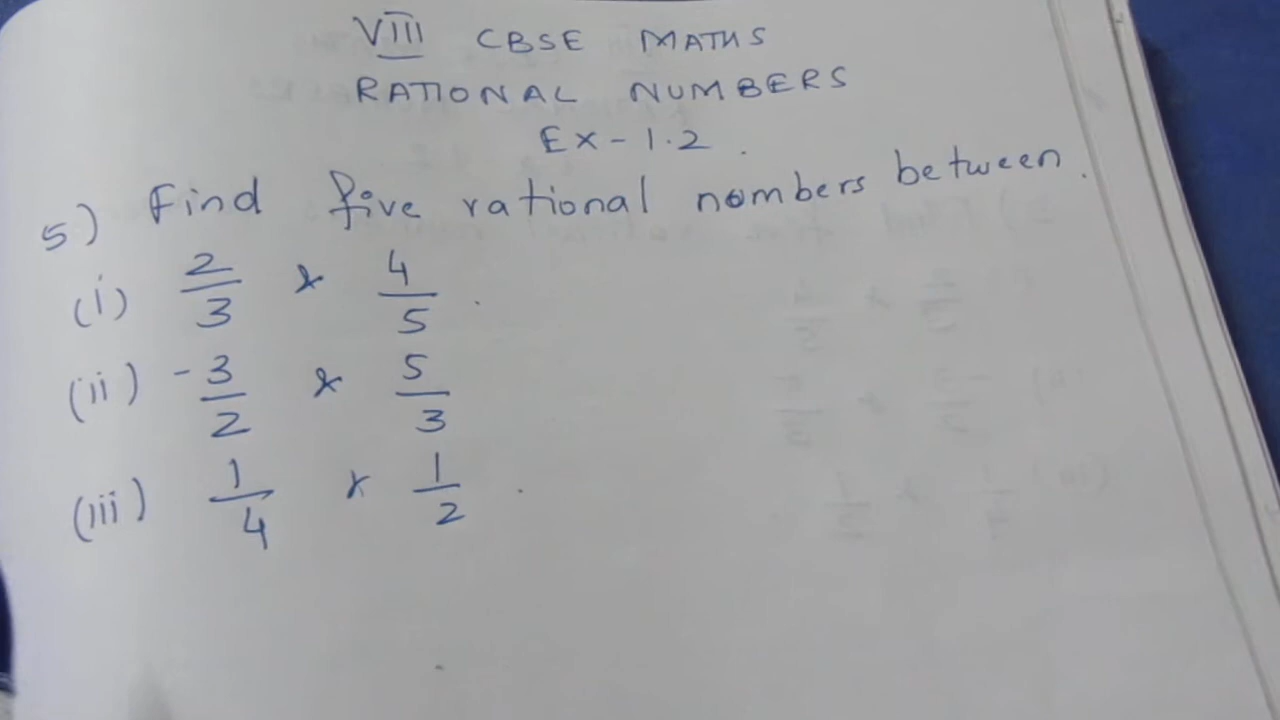 VIII CBSE MATHS
RATIONAL NUMBERS
Ex-1.2.
5) Find five rational numbers between.
(i) 2/3 & 4/5.
(ii) -3/2 & 5/3
(iii) 1/4 & 1/2.